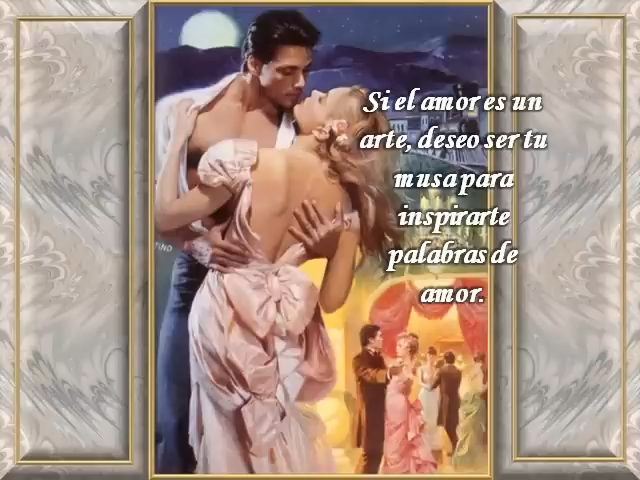 Si el amor es un
arte, deseo ser tu
musa para
inspirarte
palabras de
amor.